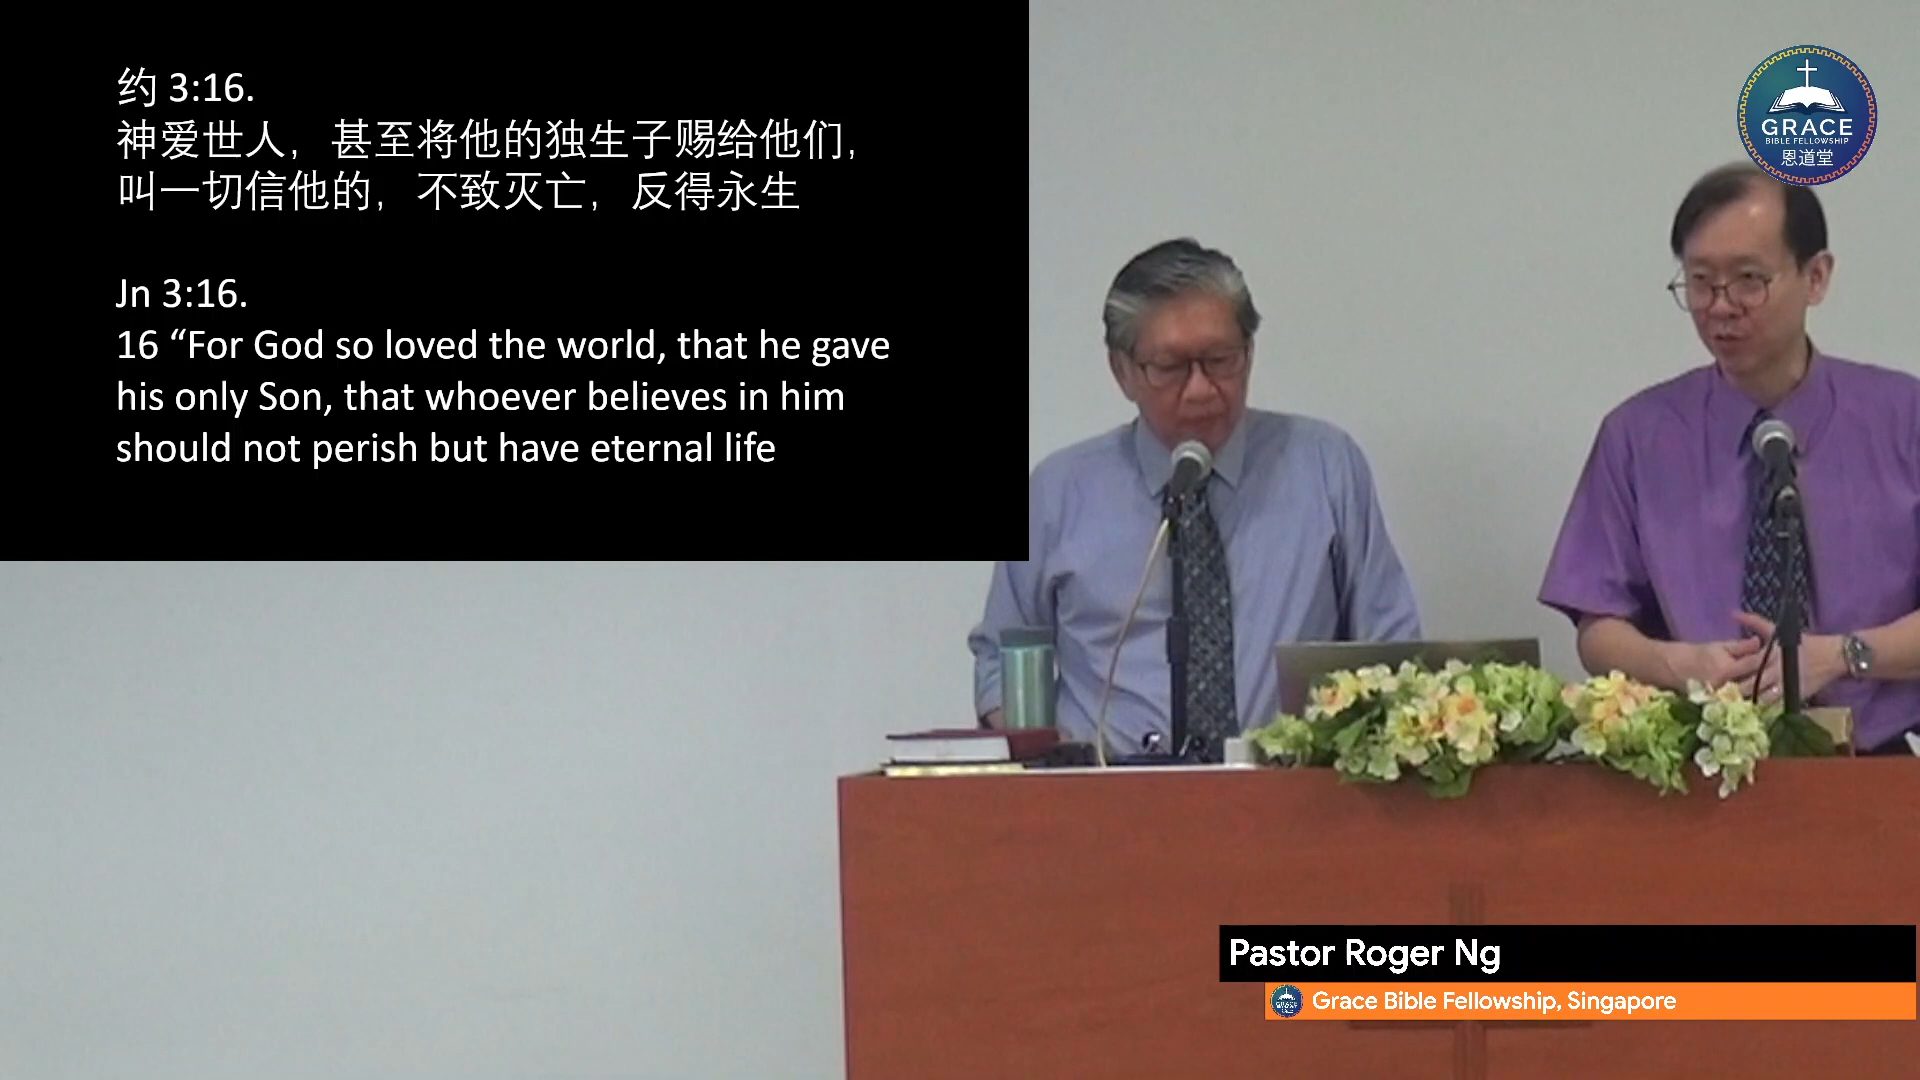 约 3:16.
神爱世人，甚至将他的独生子赐给他们，
叫一切信他的，不致灭亡，反得永生
Jn 3:16.
16 “For God so loved the world, that he gave
his only Son, that whoever believes in him
should not perish but have eternal life
GRACE
BIBLE FELLOWSHIP
恩道堂
Pastor Roger Ng
Grace Bible Fellowship, Singapore